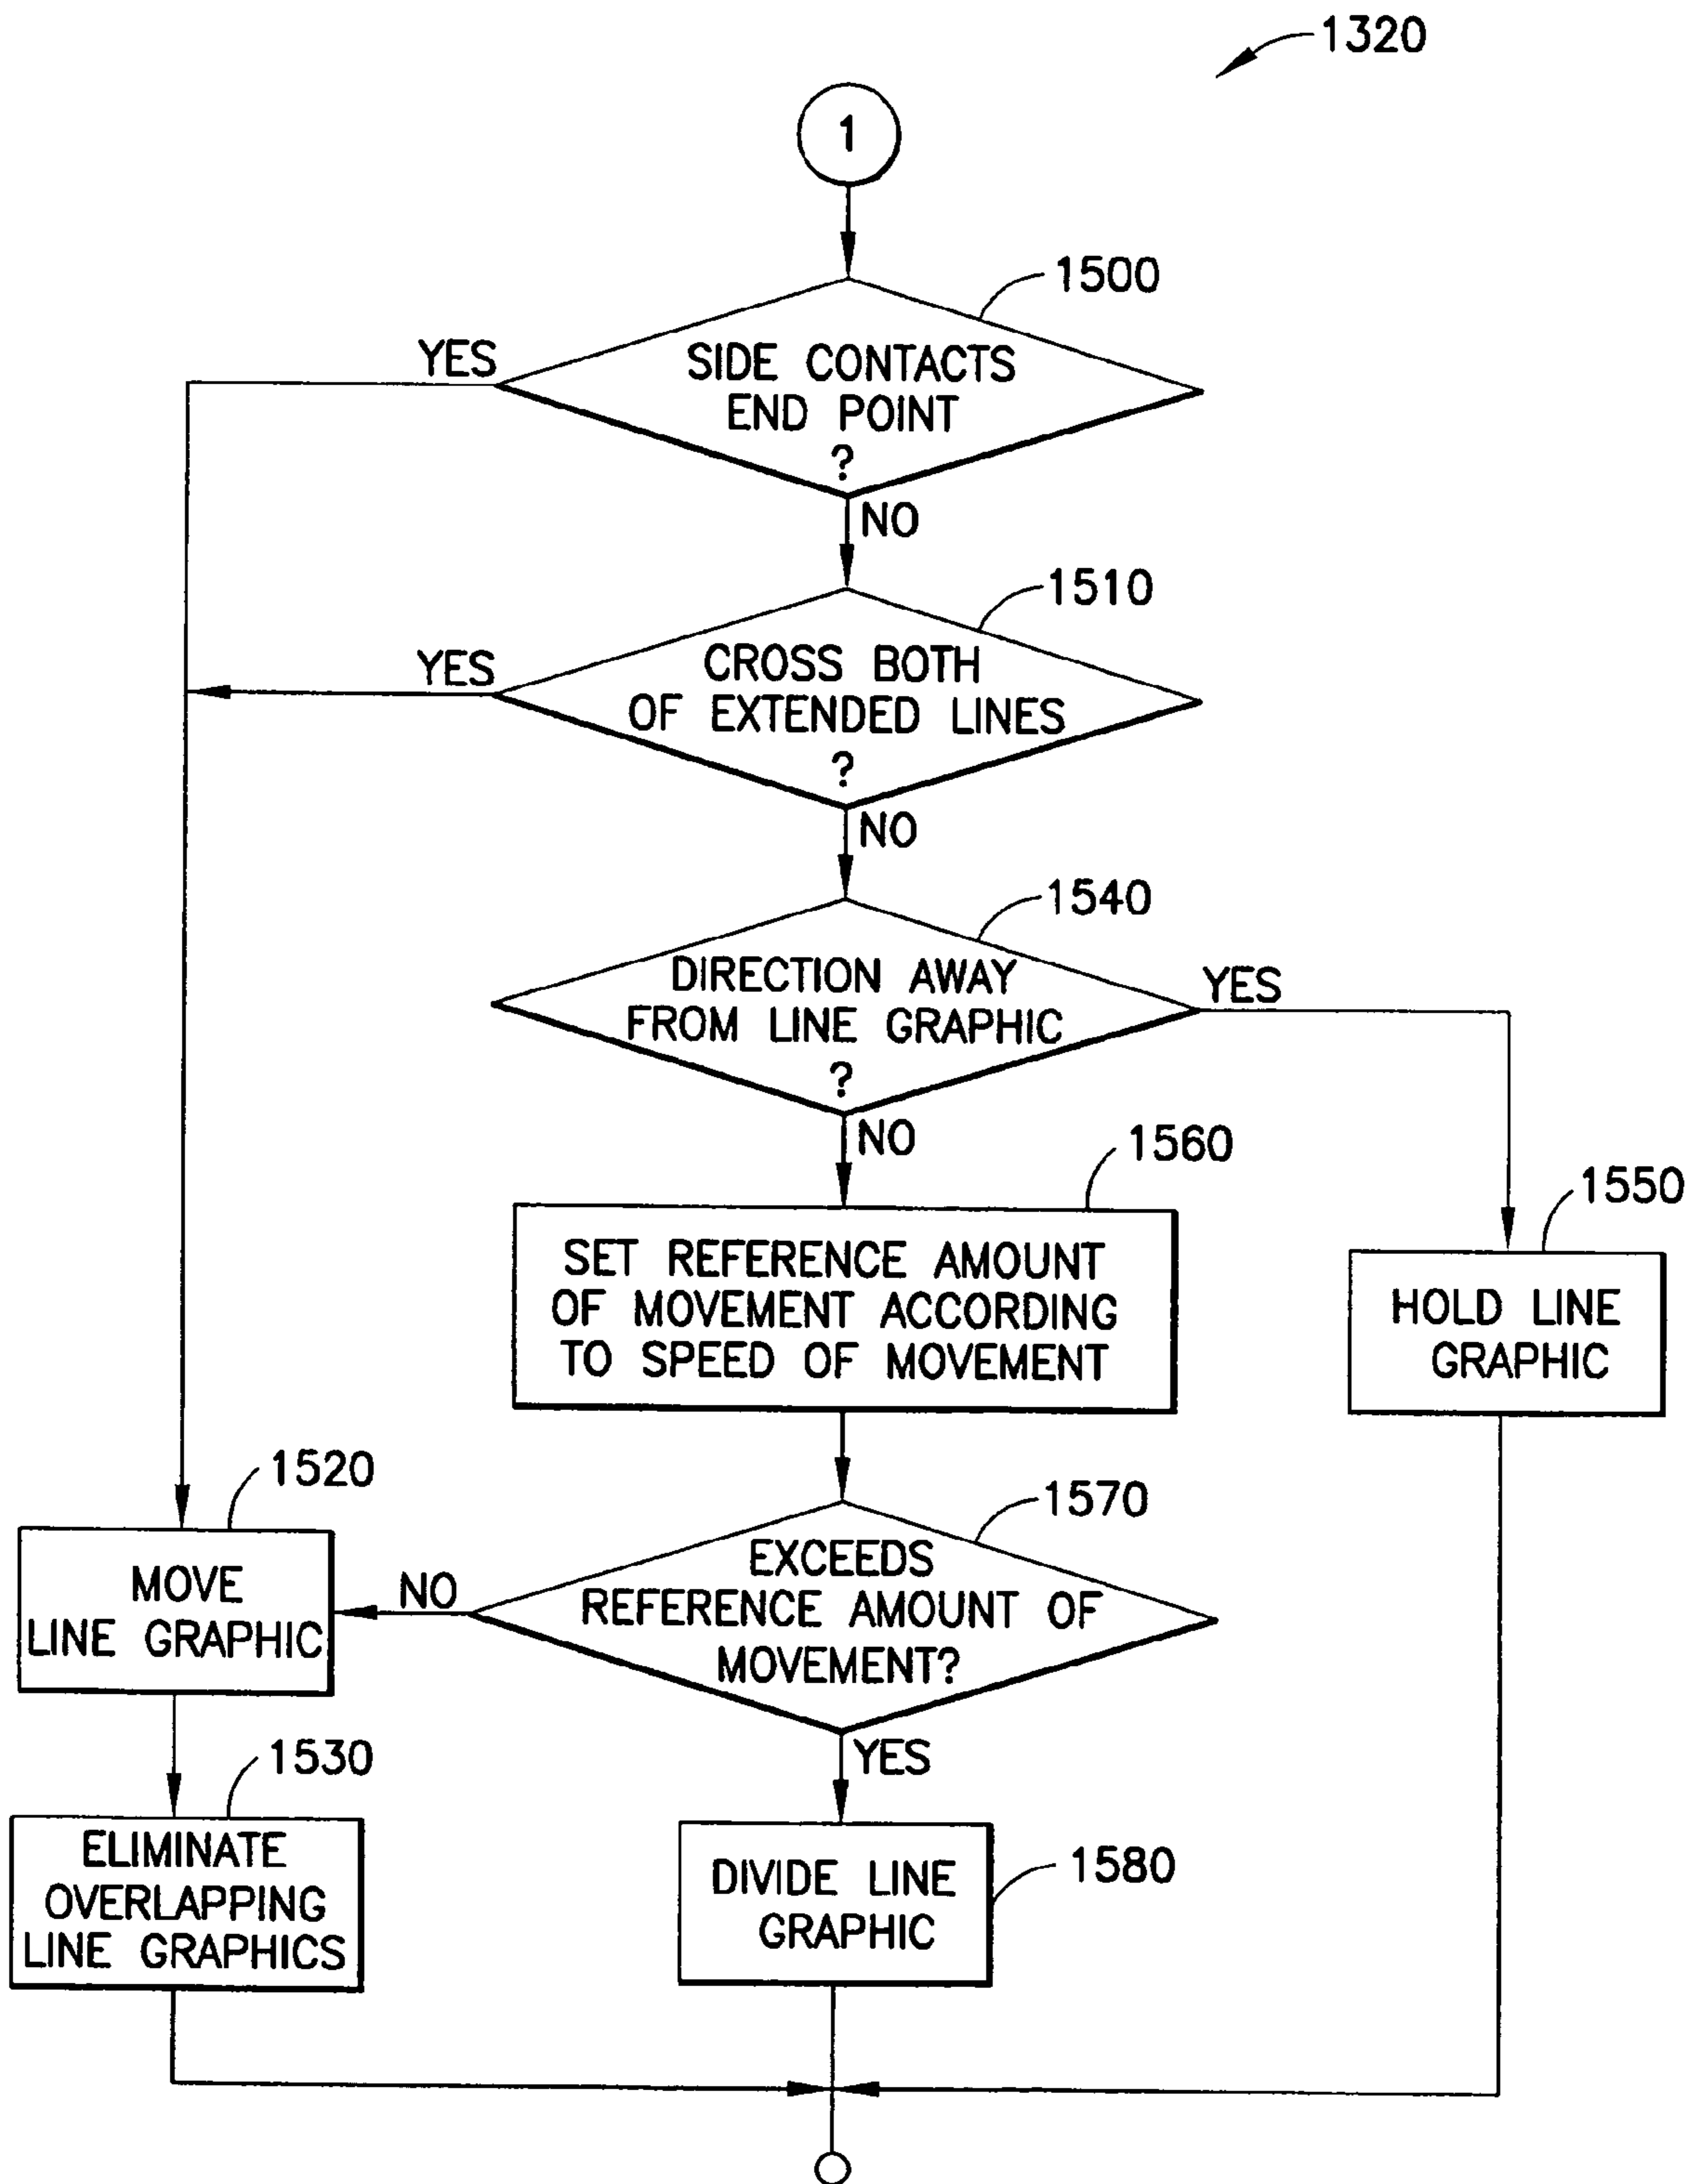 1320
1
1500
YES
SIDE CONTACTS
END POINT
?
NO
1510
YES
CROSS BOTH
OF EXTENDED LINES
?
NO
1540
DIRECTION AWAY
FROM LINE GRAPHIC
?
YES
NO
1560
1550
SET REFERENCE AMOUNT
OF MOVEMENT ACCORDING
TO SPEED OF MOVEMENT
HOLD LINE
GRAPHIC
1520
1570
MOVE
LINE GRAPHIC
NO
EXCEEDS
REFERENCE AMOUNT OF
MOVEMENT?
YES
1530
ELIMINATE
OVERLAPPING
LINE GRAPHICS
DIVIDE LINE
GRAPHIC
1580